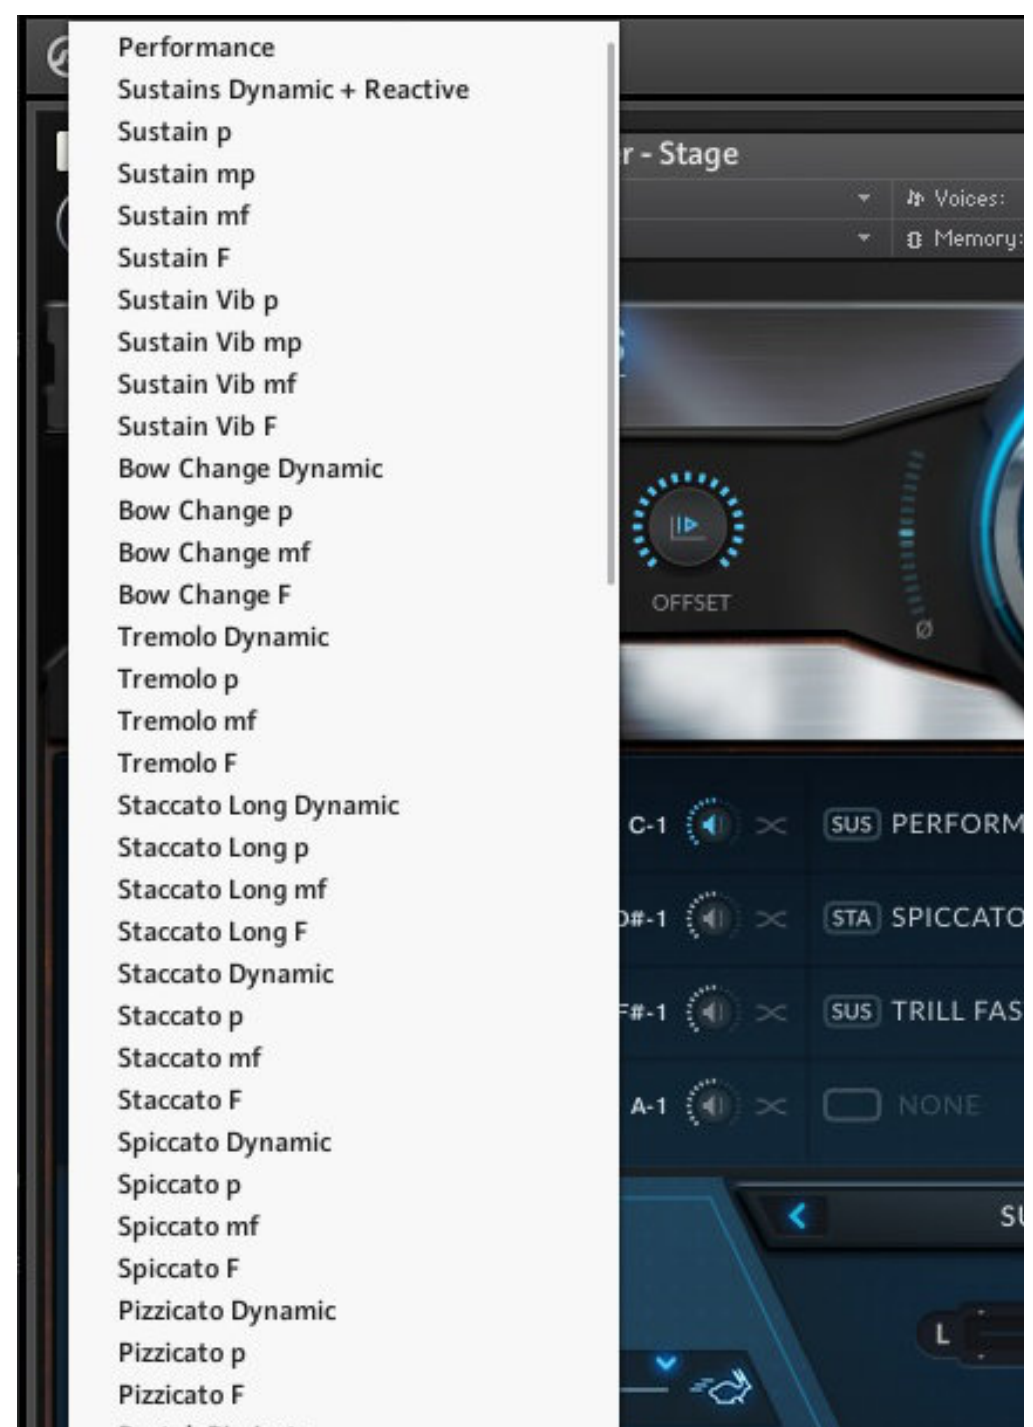 Performance
Sustains Dynamic + Reactive
Sustain p
Sustain mp
Sustain mf
Sustain F
Sustain Vib p
Sustain Vib mp
Sustain Vib mf
Sustain Vib F
Bow Change Dynamic
Bow Change p
Bow Change mf
Bow Change F
Tremolo Dynamic
Tremolo p
Tremolo mf
Tremolo F
Staccato Long Dynamic
Staccato Long p
Staccato Long mf
Staccato Long F
Staccato Dynamic
Staccato p
Staccato mf
Staccato F
Spiccato Dynamic
Spiccato p
Spiccato mf
Spiccato F
Pizzicato Dynamic
Pizzicato p
Pizzicato F
r - Stage
Voices:
Memory:
OFFSET
Ø
C-1 SUS PERFORM
#-1 STA SPICCATO
F#-1 SUS TRILL FAS
A-1 NONE
SU
L